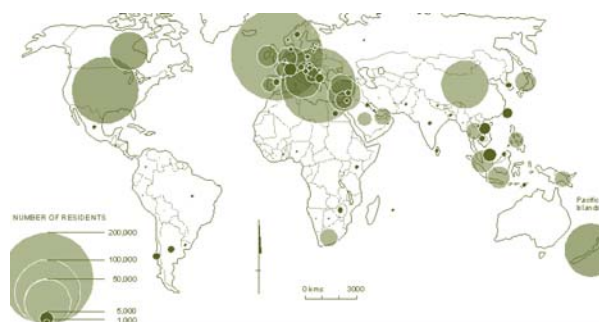 Pacific
Islands
NUMBER OF RESIDENTS
200,000
100,000
50,000
5,000
1,000
0 kms 3000